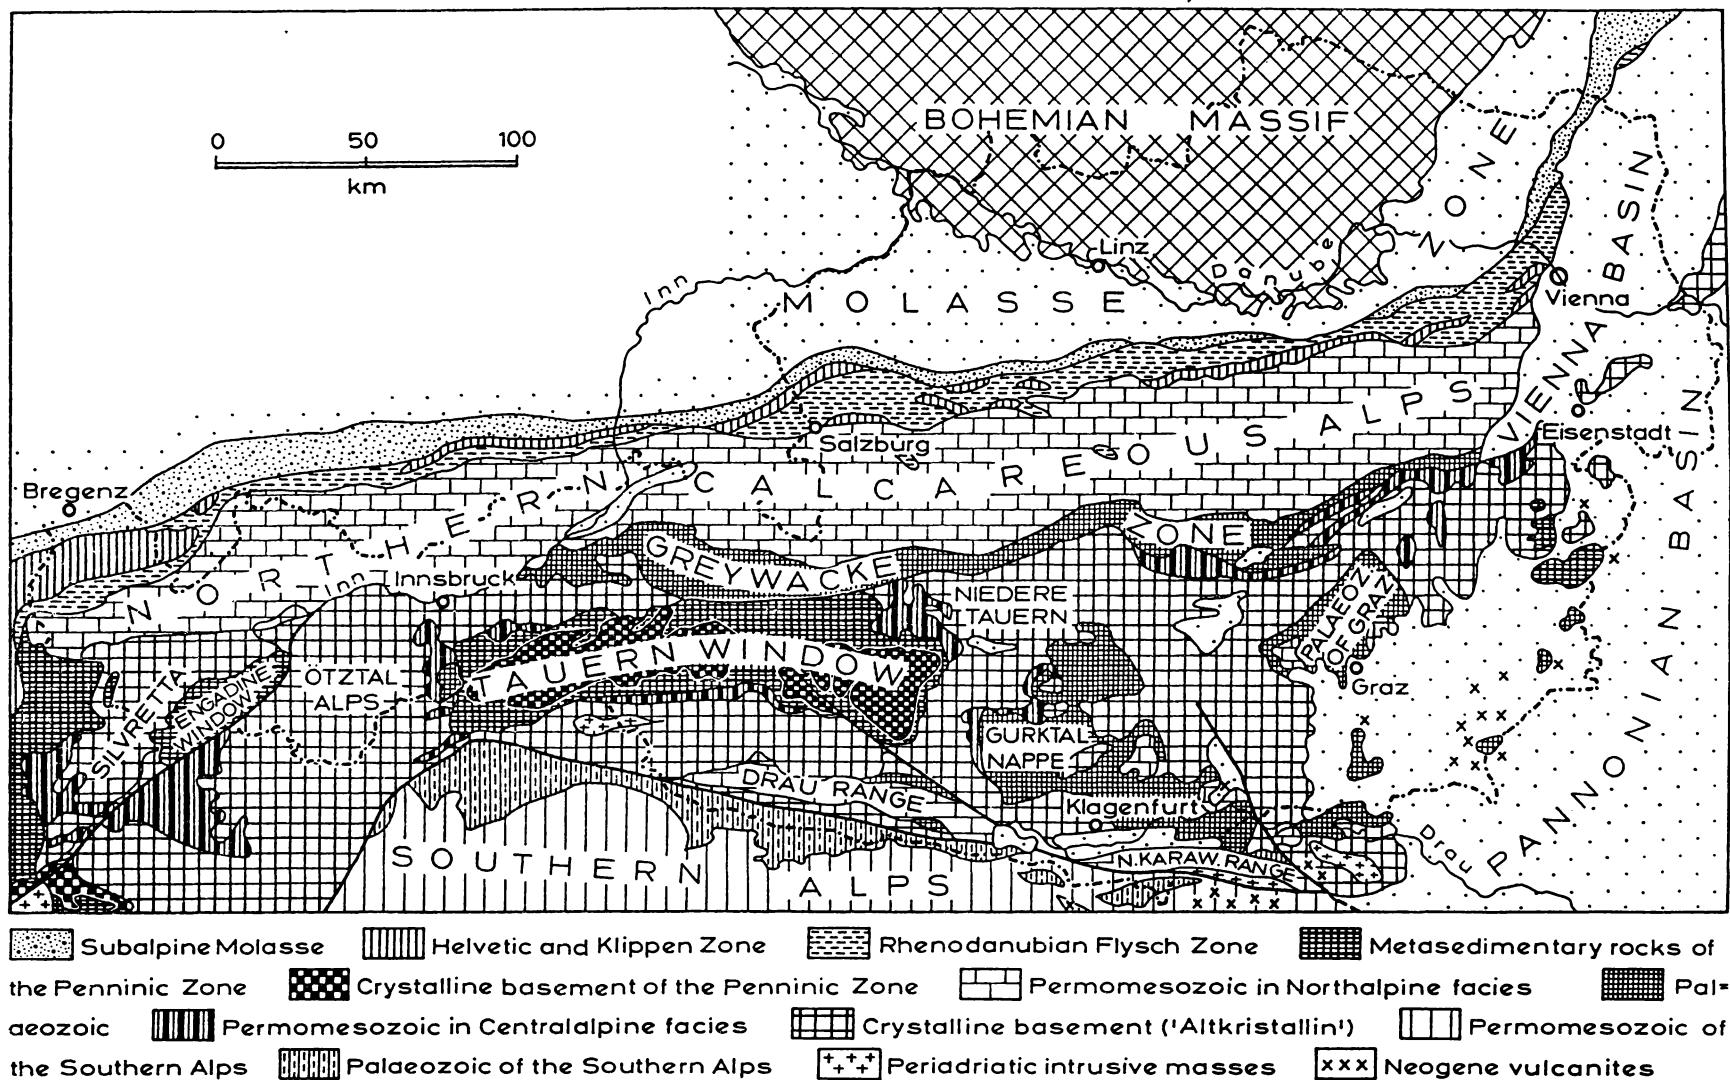 BOHEMIAN MASSIF
0 50 100
km
ZONE
BASIN
Linz
Danube
Inn
MOLASSE
Vienna
VIENNA
Salzburg
Eisenstadt
Bregenz
NORTHERN CALCAREOUS ALPS
PANNONIAN BASIN
GREYWACKE ZONE
Inn
Innsbruck
NIEDERE
TAUERN
PALAEOZ.
OF GRAZ
Graz
TAUERN WINDOW
ÖTZTAL
ALPS
SILVRETTA
ENGADINE
WINDOW
GURKTAL
NAPPE
DRAU RANGE
Klagenfurt
Drau
N.KARAW. RANGE
SOUTHERN ALPS
Subalpine Molasse Helvetic and Klippen Zone Rhenodanubian Flysch Zone Metasedimentary rocks of
the Penninic Zone Crystalline basement of the Penninic Zone Permomesozoic in Northalpine facies Pal=
aeozoic Permomesozoic in Centralalpine facies Crystalline basement ('Altkristallin') Permomesozoic of
the Southern Alps Palaeozoic of the Southern Alps Periadriatic intrusive masses Neogene vulcanites